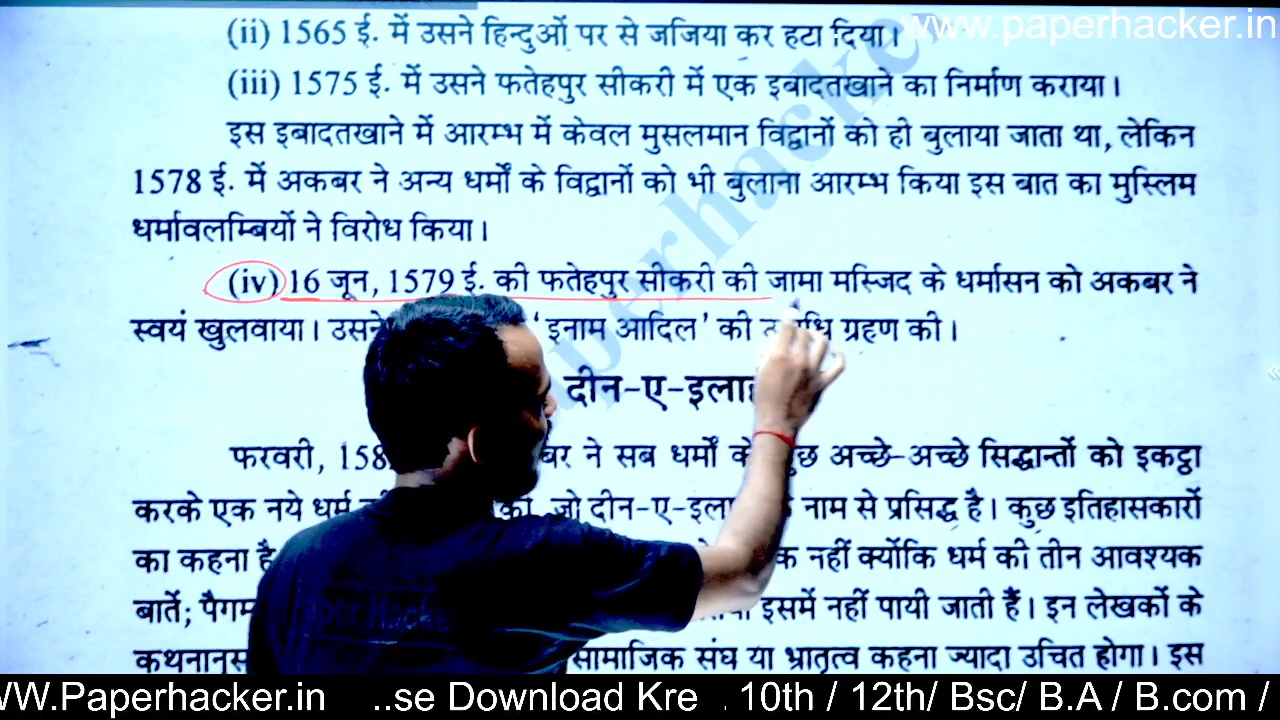 www.paperhacker.in
(ii) 1565 ई. में उसने हिन्दुओं पर से जजिया कर हटा दिया।
(iii) 1575 ई. में उसने फतेहपुर सीकरी में एक इबादतखाने का निर्माण कराया।
इस इबादतखाने में आरम्भ में केवल मुसलमान विद्वानों को ही बुलाया जाता था, लेकिन
1578 ई. में अकबर ने अन्य धर्मों के विद्वानों को भी बुलाना आरम्भ किया इस बात का मुस्लिम
धर्मावलम्बियों ने विरोध किया।
(iv) 16 जून, 1579 ई. की फतेहपुर सीकरी की जामा मस्जिद के धर्मासन को अकबर ने
स्वयं खुलवाया। उसने 'इनाम आदिल' की ग्रहण की।
दीन-ए-इला
फरवरी, 158 ने सब धर्मों के अच्छे-अच्छे सिद्धान्तों को इकट्ठा
करके एक नये धर्म की, जो दीन-ए-इला नाम से प्रसिद्ध है। कुछ इतिहासकारों
का कहना है नहीं क्योंकि धर्म की तीन आवश्यक
बातें; पैगम इसमें नहीं पायी जाती हैं। इन लेखकों के
कथनानुस सामाजिक संघ या भ्रातृत्व कहना ज्यादा उचित होगा। इस
paperhacker
Paper Hacke
WW.Paperhacker.in ..se Download Kre . 10th / 12th/ Bsc/ B.A / B.com /